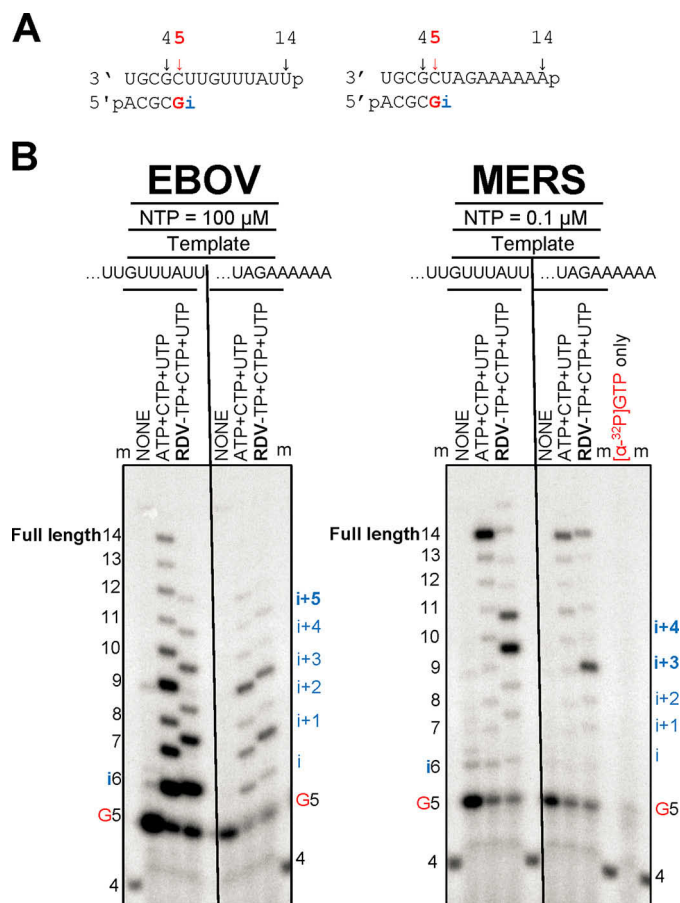 A
4 5 14 4 5 14
3' UGCGCUUGUUUAUUp 3' UGCGCUAGAAAAAAp
5'pACGCGi 5'pACGCGi
B
EBOV
NTP = 100 µM
Template
...UUGUUUAUU ...UAGAAAAAA
m
NONE
ATP+CTP+UTP
RDV-TP+CTP+UTP
NONE
ATP+CTP+UTP
RDV-TP+CTP+UTP
m
Full length 14
13
12
11
10
9
8
7
i6
G5
4
i+5
i+4
i+3
i+2
i+1
i
G5
4
MERS
NTP = 0.1 µM
Template
...UUGUUUAUU ...UAGAAAAAA
m
NONE
ATP+CTP+UTP
RDV-TP+CTP+UTP
m
NONE
ATP+CTP+UTP
RDV-TP+CTP+UTP
m
[α-³²P]GTP only
m
Full length 14
13
12
11
10
9
8
7
i6
G5
4
i+4
i+3
i+2
i+1
i
G5
4